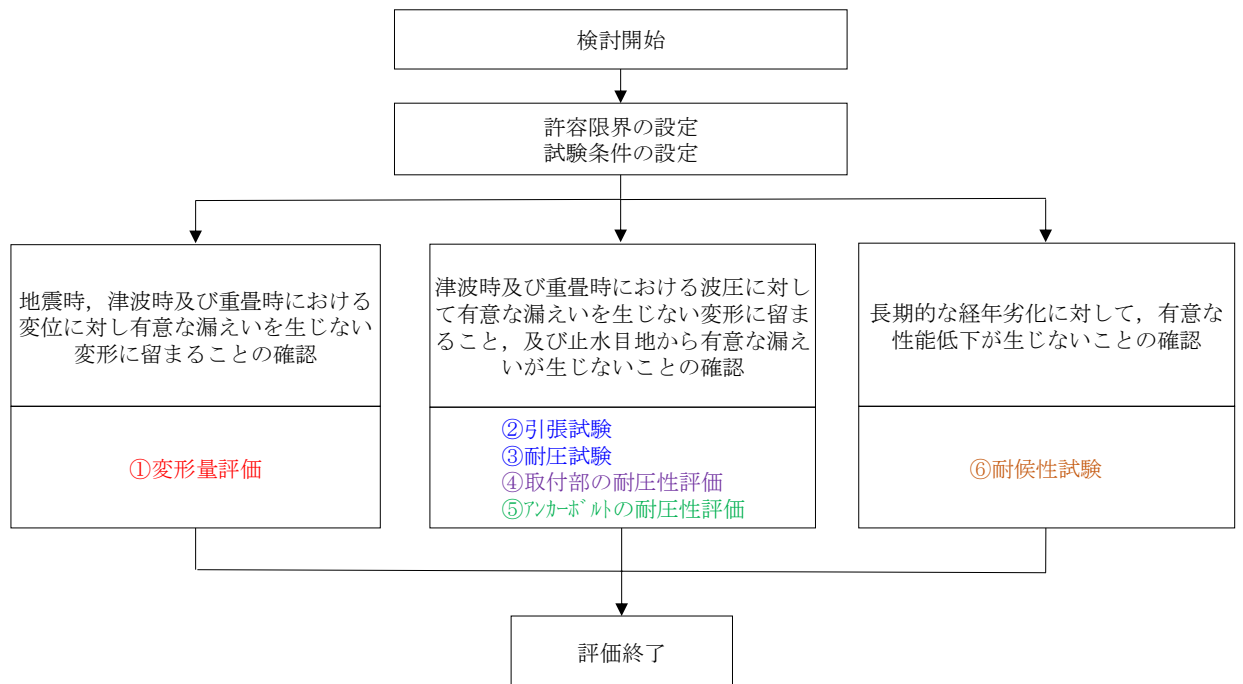 検討開始
許容限界の設定
試験条件の設定
地震時，津波時及び重畳時における
変位に対し有意な漏えいを生じない
変形に留まることの確認
①変形量評価
津波時及び重畳時における波圧に対し
て有意な漏えいを生じない変形に留ま
ること，及び止水目地から有意な漏え
いが生じないことの確認
②引張試験
③耐圧試験
④取付部の耐圧性評価
⑤ｱﾝｶｰﾎﾞﾙﾄの耐圧性評価
長期的な経年劣化に対して，有意な
性能低下が生じないことの確認
⑥耐候性試験
評価終了